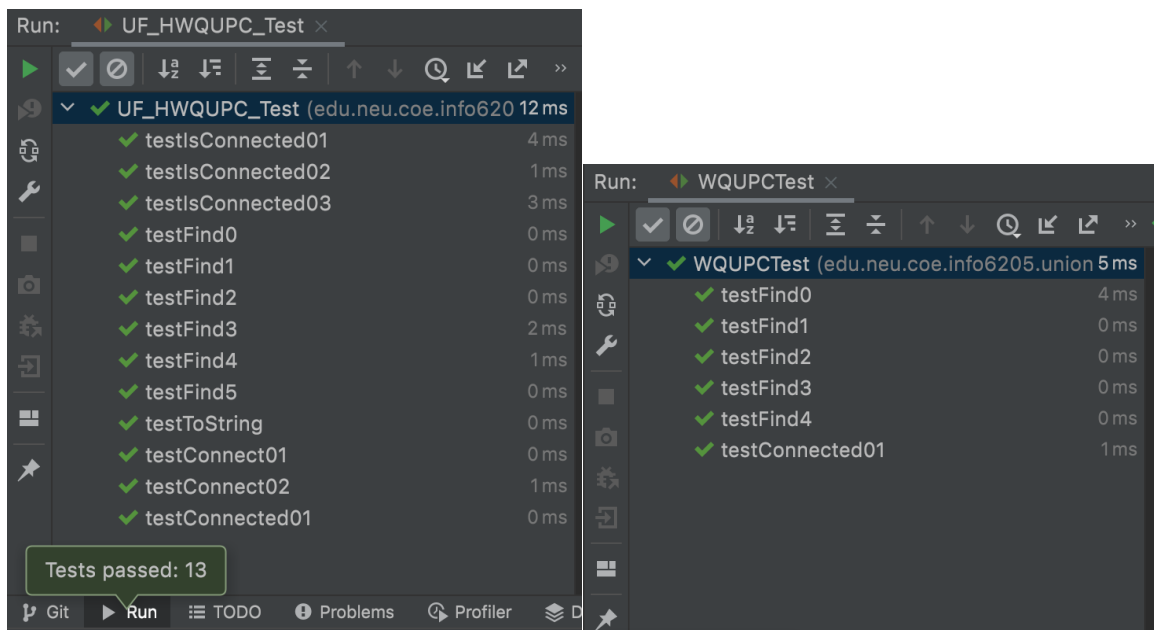 Run: UF_HWQUPC_Test
UF_HWQUPC_Test (edu.neu.coe.info620 12 ms
testIsConnected01 4 ms
testIsConnected02 1 ms
testIsConnected03 3 ms
testFind0 0 ms
testFind1 0 ms
testFind2 0 ms
testFind3 2 ms
testFind4 1 ms
testFind5 0 ms
testToString 0 ms
testConnect01 0 ms
testConnect02 1 ms
testConnected01 0 ms
Tests passed: 13
Git Run TODO Problems Profiler D
Run: WQUPCTest
WQUPCTest (edu.neu.coe.info6205.union 5 ms
testFind0 4 ms
testFind1 0 ms
testFind2 0 ms
testFind3 0 ms
testFind4 0 ms
testConnected01 1 ms